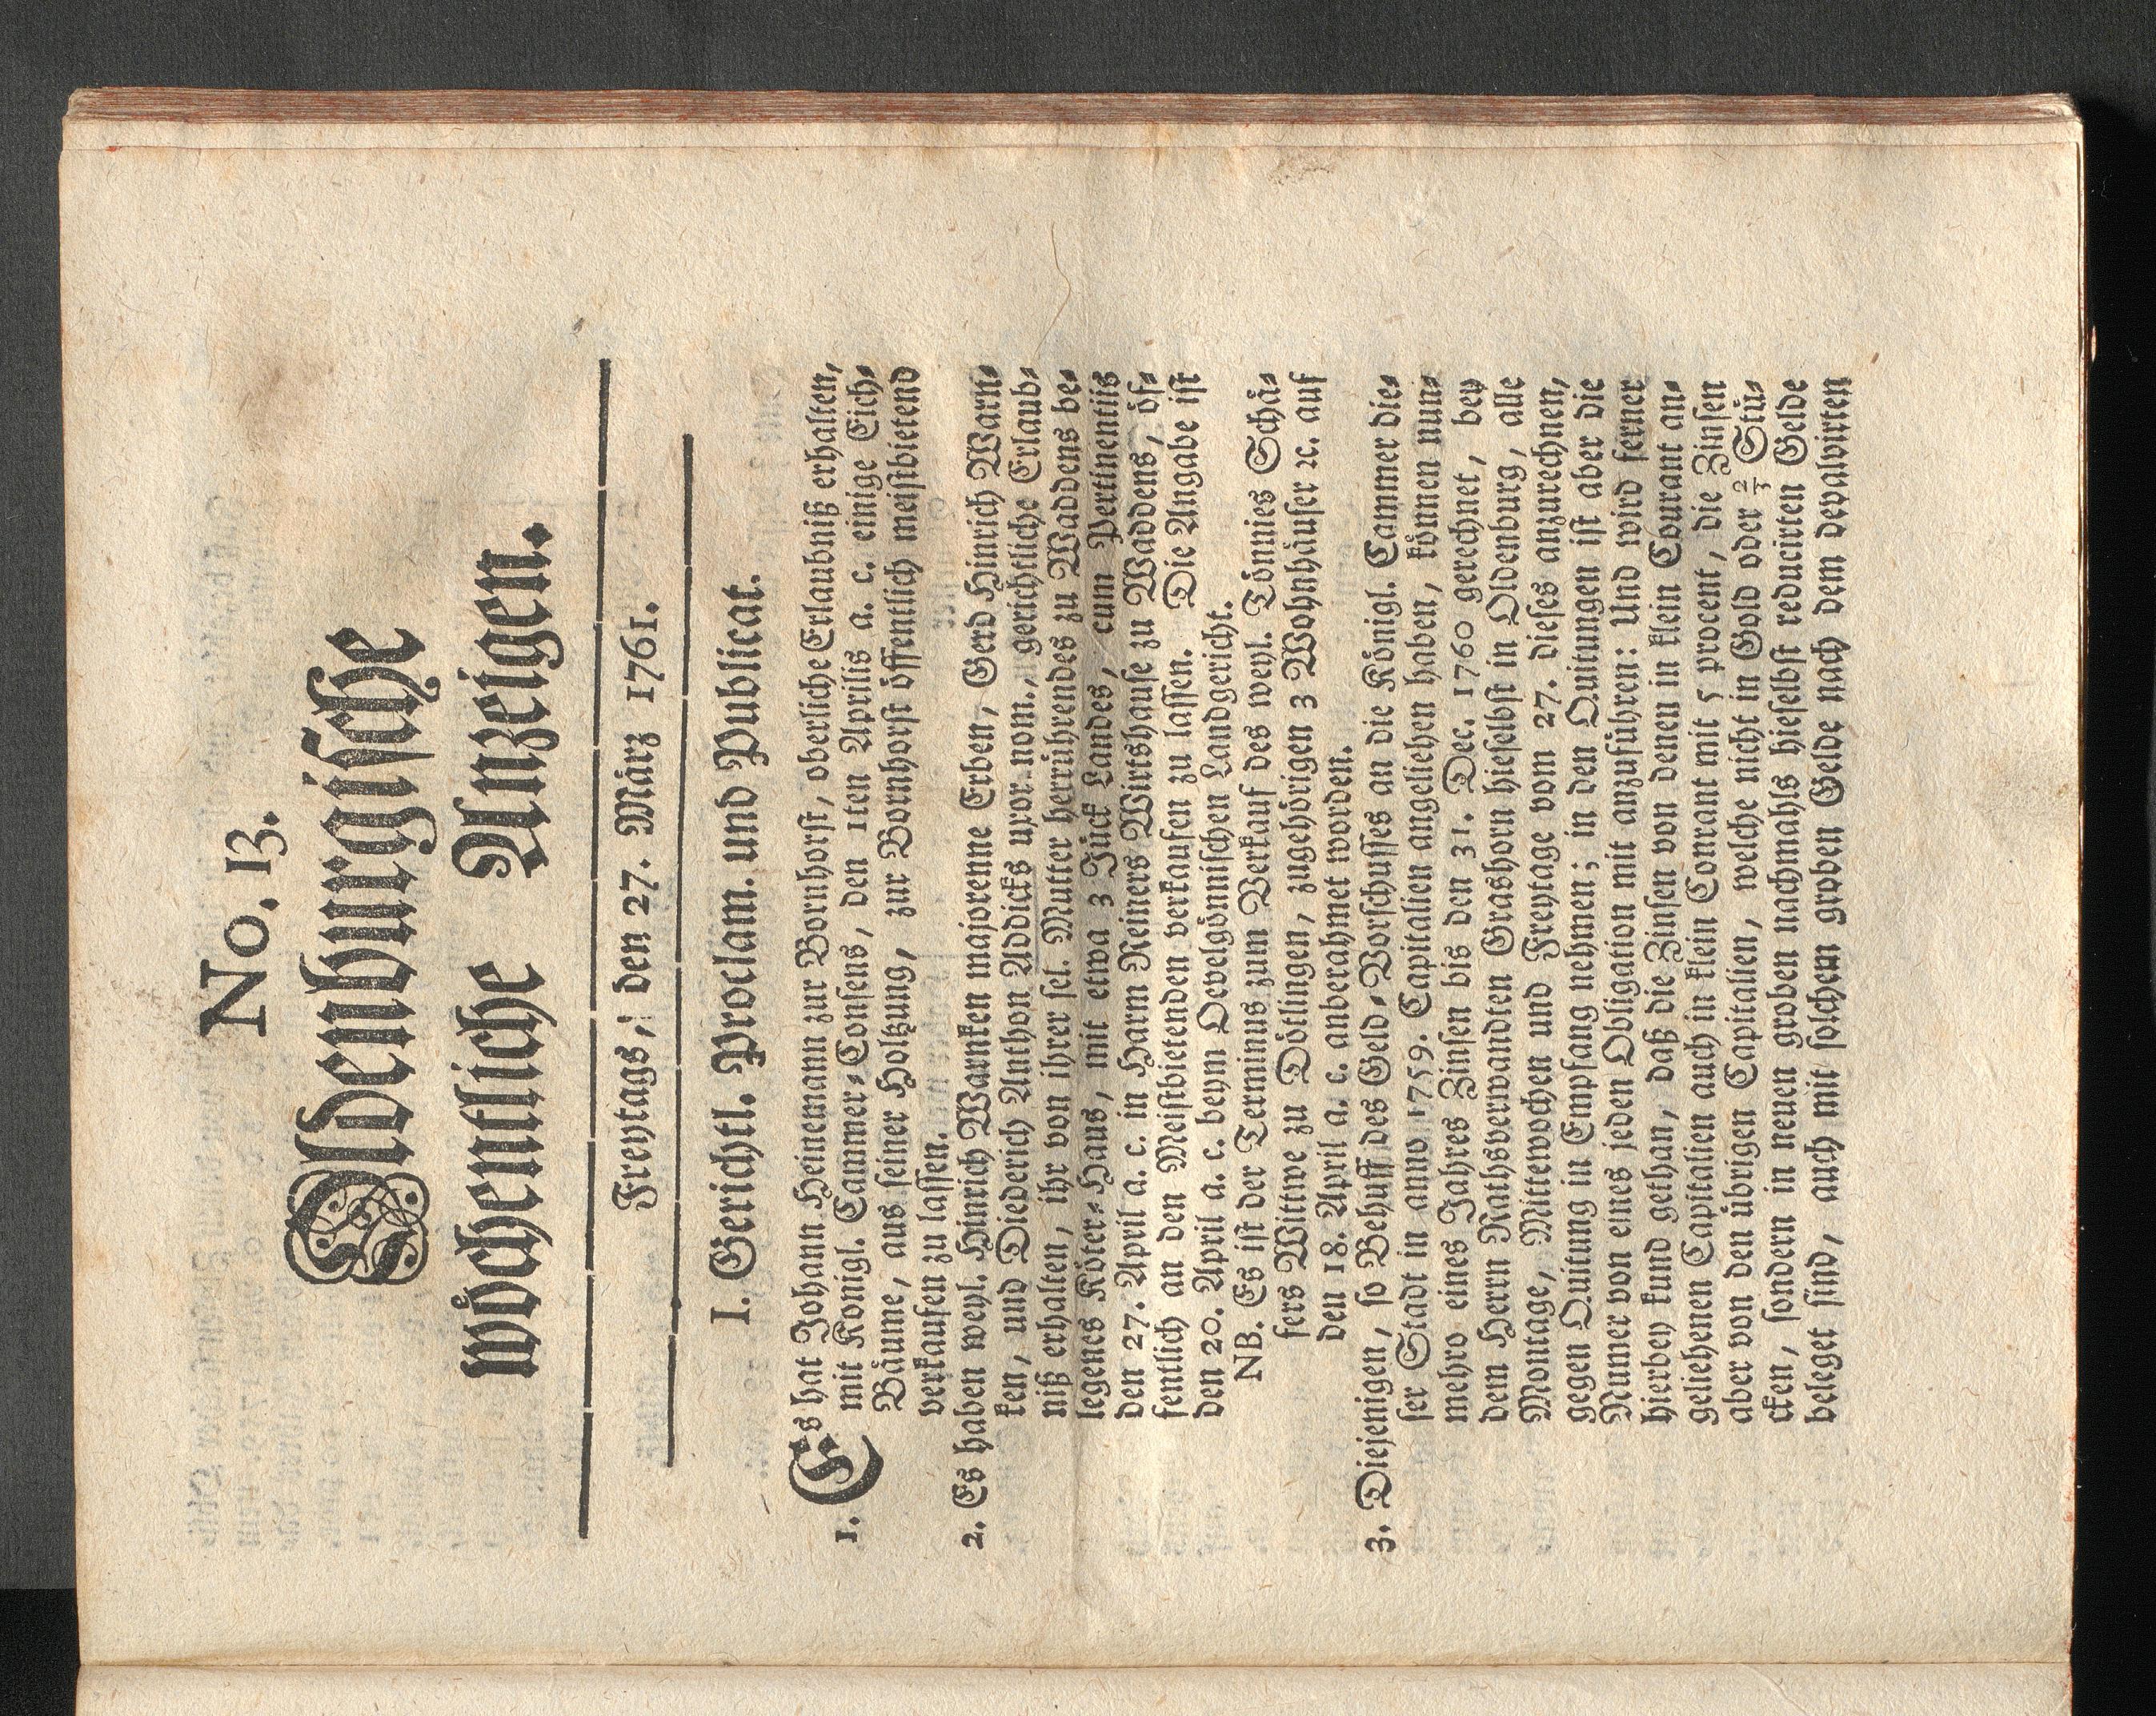 No. 13.
Oldenburgische
wöchentliche Anzeigen.
Freytags, den 27. März 1761.
I. Gerichtl. Proclam. und Publicat.
1. Es hat Johann Heinemann zur Bornhorst, oberliche Erlaubniß erhalten,
mit Königl. Cammer-Consens, den 1ten Aprilis a. c. einige Eich-
Bäume, aus seiner Holtzung, zur Bornhorst öffentlich meistbietend
verkaufen zu lassen.
2. Es haben weyl. Hinrich Warnken majorenne Erben, Gerd Hinrich Warn-
ken, und Diederich Anthon Addicks uxor. nom., gerichtliche Erlaub-
niß erhalten, ihr von ihrer sel. Mutter herrührendes zu Waddens be-
legenes Köter-Haus, mit etwa 3 Jück Landes, cum Pertinentiis
den 27. April a. c. in Harm Reiners Wirtshause zu Waddens, öf-
fentlich an den Meistbietenden verkaufen zu lassen. Die Angabe ist
den 20. April a. c. beym Oevelgönnischen Landgericht.
NB. Es ist der Terminus zum Verkauf des weyl. Tönnies Schä-
fers Wittwe zu Dötlingen, zugehörigen 3 Wohnhäuser ꝛc. auf
den 18. April a. c. anberahmet worden.
3. Diejenigen, so Behuff des Geld-Vorschusses an die Königl. Cammer die-
ser Stadt in anno 1759. Capitalien angeliehen haben, können nun-
mehro eines Jahres Zinsen bis den 31. Dec. 1760 gerechnet, bey
dem Herrn Rathsverwandten Grashorn hieselbst in Oldenburg, alle
Montage, Mittewochen und Freytage vom 27. dieses anzurechnen,
gegen Quitung in Empfang nehmen; in den Quitungen ist aber die
Numer von eines jeden Obligation mit anzuführen: Und wird ferner
hierbey kund gethan, daß die Zinsen von denen in klein Courant an-
geliehenen Capitalien auch in klein Conrant mit 5 procent, die Zinsen
aber von den übrigen Capitalien, welche nicht in Gold oder ⅔ Stü-
cken, sondern in neuen groben nachmahls hieselbst reducirten Gelde
beleget sind, auch mit solchem groben Gelde nach dem devalvirten